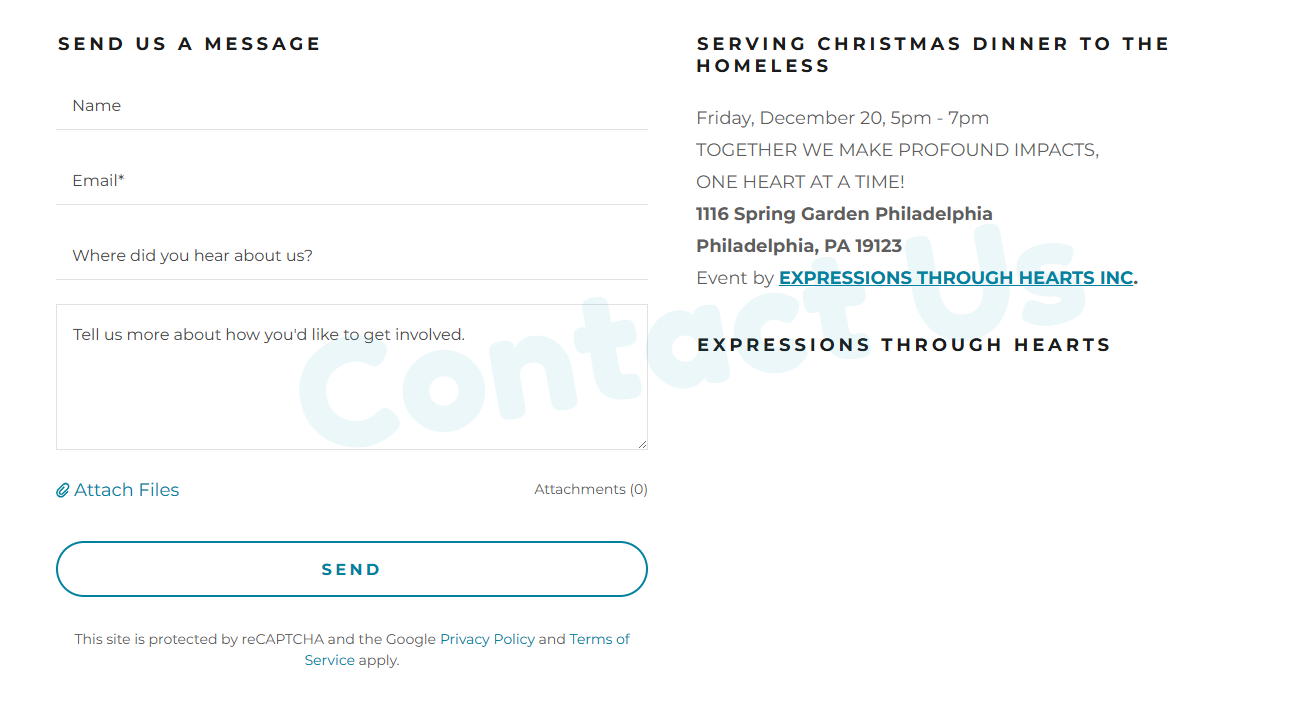 SEND US A MESSAGE
Name
Email*
Where did you hear about us?
Tell us more about how you'd like to get involved.
Attach Files
Attachments (0)
SEND
This site is protected by reCAPTCHA and the Google Privacy Policy and Terms of
Service apply.
SERVING CHRISTMAS DINNER TO THE
HOMELESS
Friday, December 20, 5pm - 7pm
TOGETHER WE MAKE PROFOUND IMPACTS,
ONE HEART AT A TIME!
1116 Spring Garden Philadelphia
Philadelphia, PA 19123
Event by EXPRESSIONS THROUGH HEARTS INC.
EXPRESSIONS THROUGH HEARTS
Contact Us